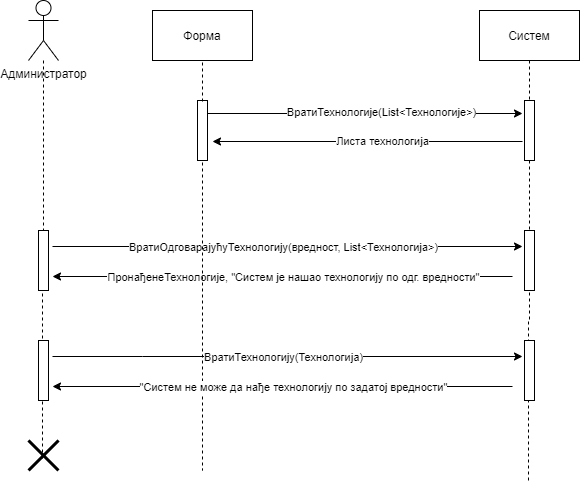 Администратор
Форма
Систем
ВратиТехнологије(List<Технологије>)
Листа технологија
ВратиОдговарајућуТехнологију(вредност, List<Технологија>)
ПронађенеТехнологије, "Систем је нашао технологију по одг. вредности"
ВратиТехнологију(Технологија)
"Систем не може да нађе технологију по задатој вредности"